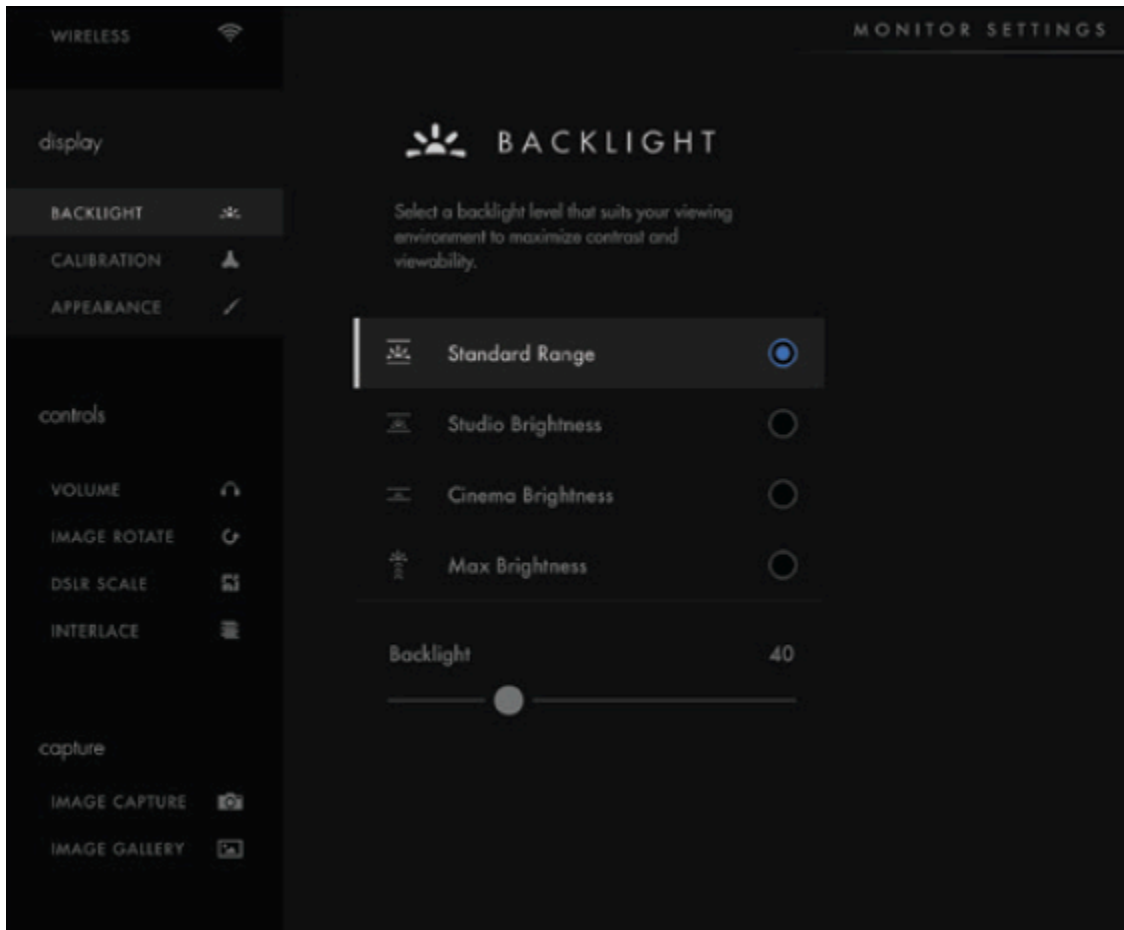 WIRELESS
MONITOR SETTINGS
display
BACKLIGHT
CALIBRATION
APPEARANCE
controls
VOLUME
IMAGE ROTATE
DSLR SCALE
INTERLACE
capture
IMAGE CAPTURE
IMAGE GALLERY
BACKLIGHT
Select a backlight level that suits your viewing
environment to maximize contrast and
viewability.
Standard Range
Studio Brightness
Cinema Brightness
Max Brightness
Backlight 40